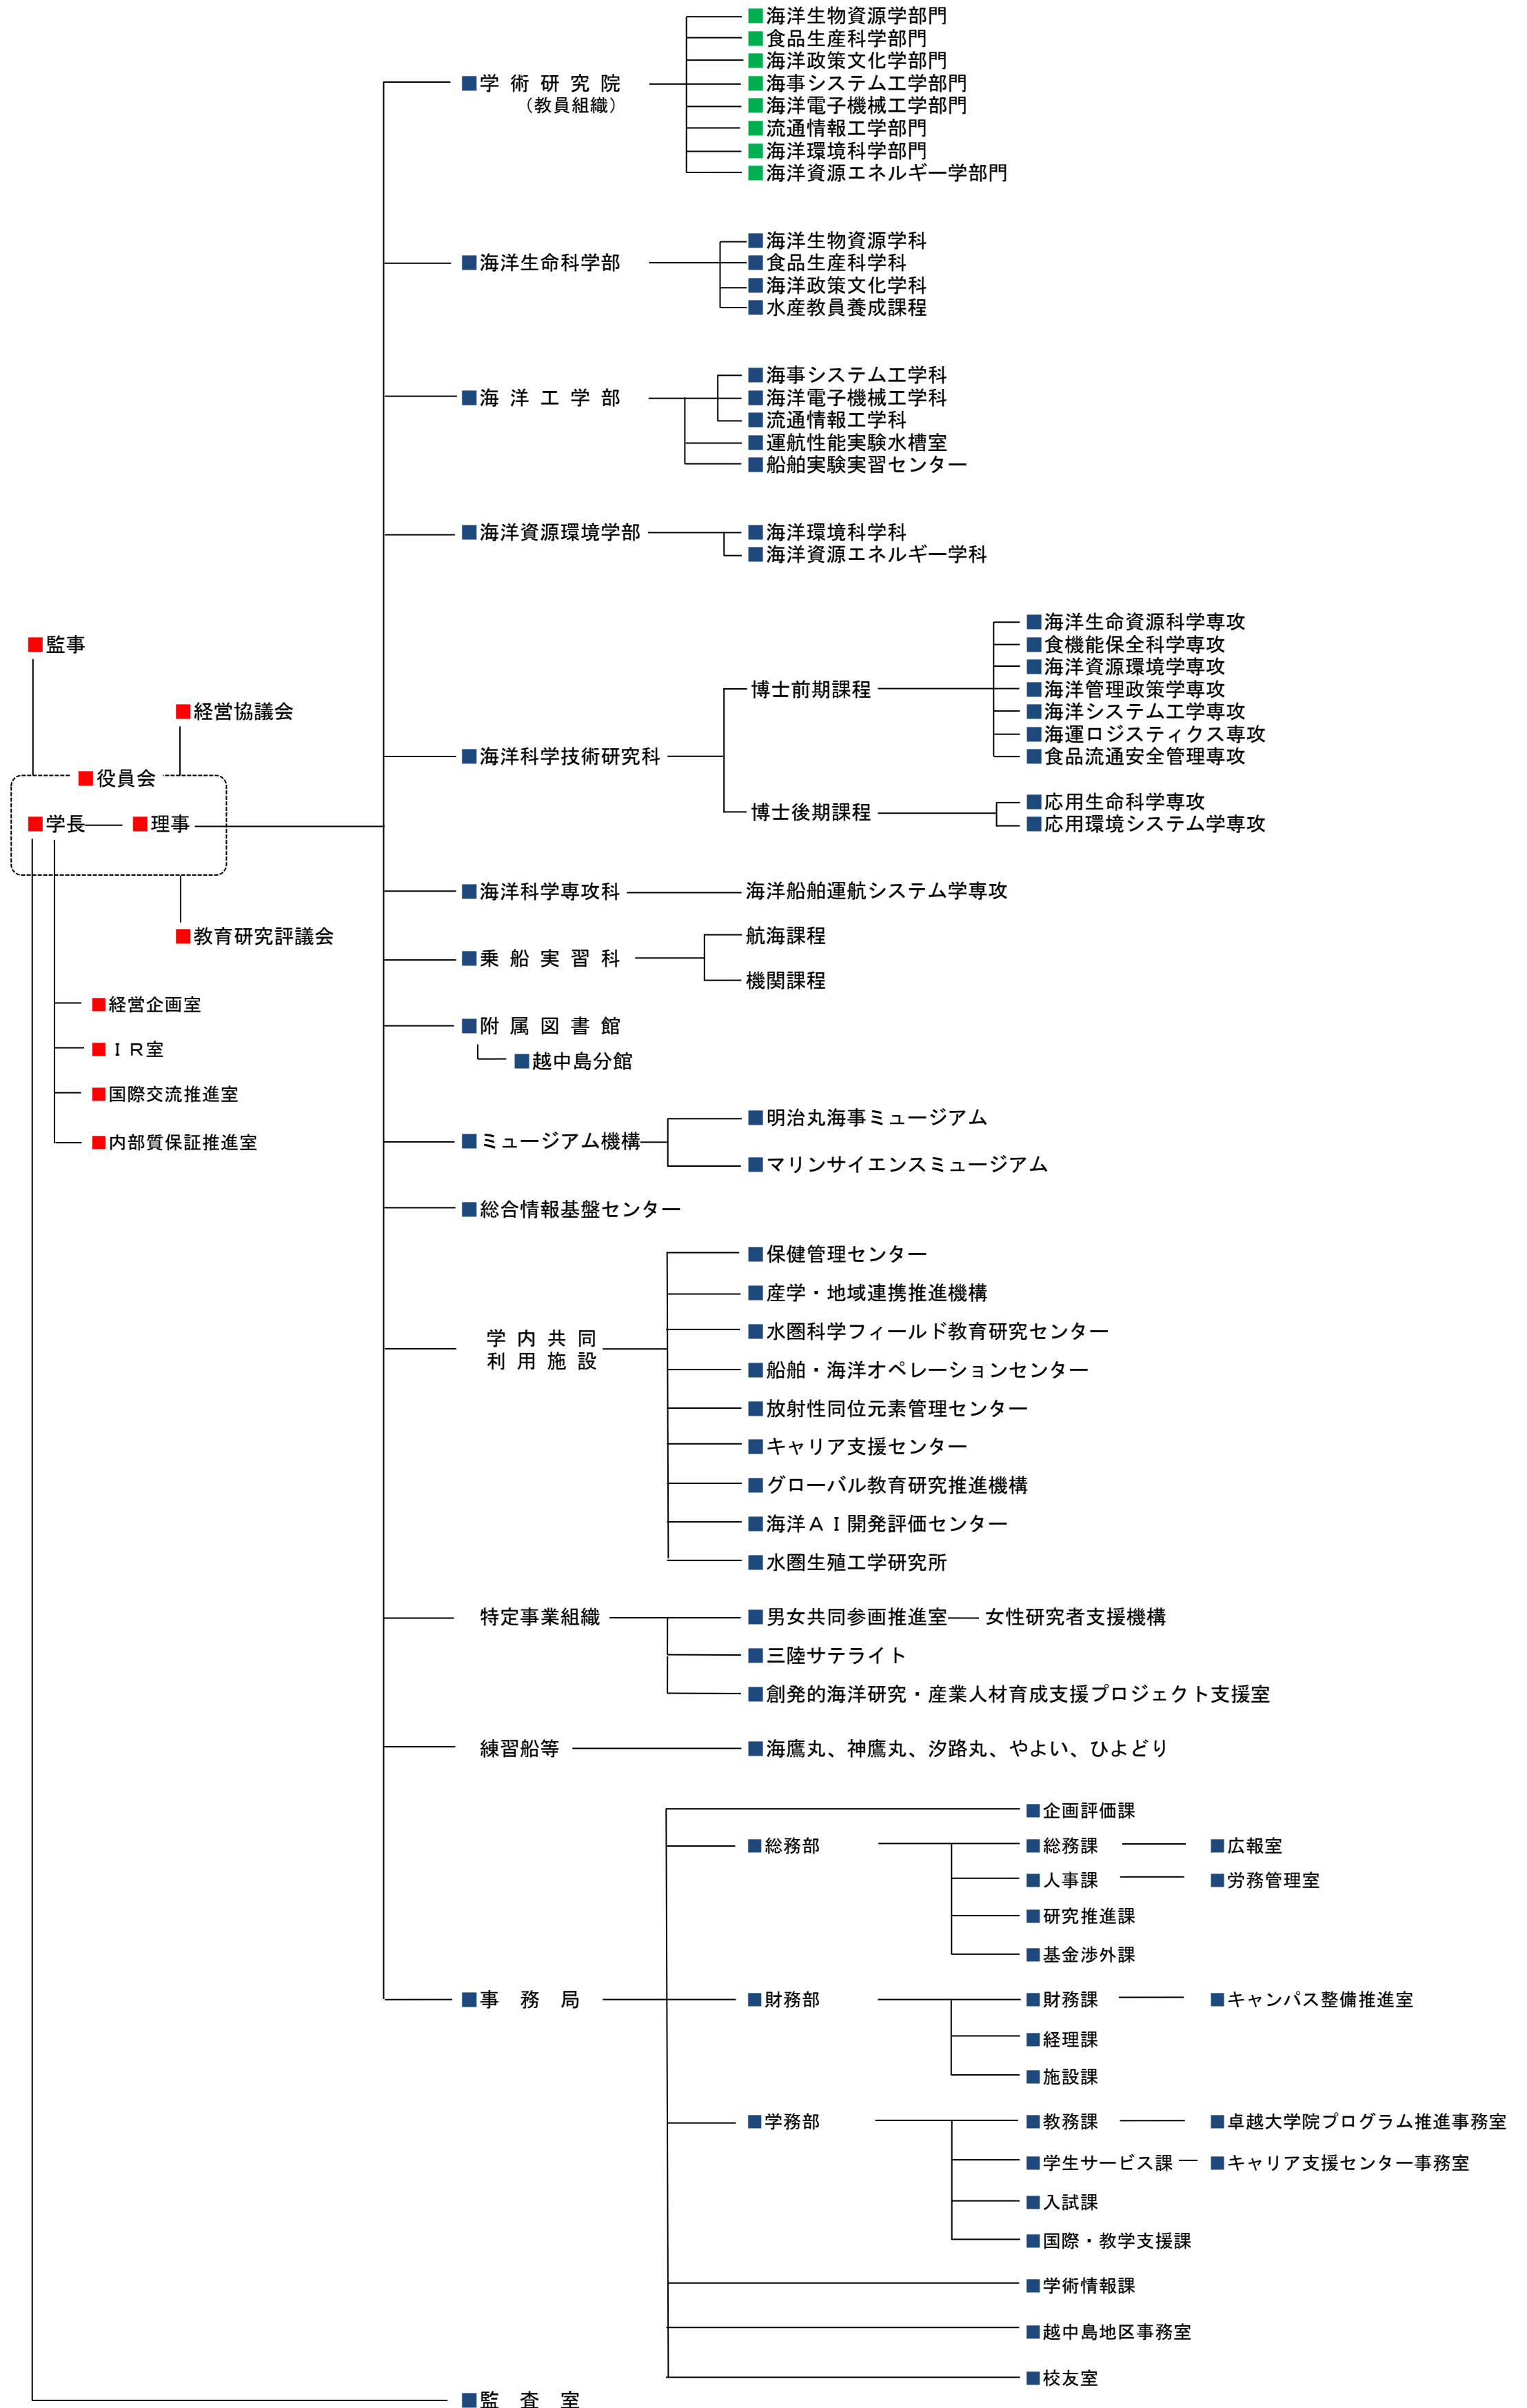 ■海洋生物資源学部門
■食品生産科学部門
■海洋政策文化学部門
■学術研究院
■海事システム工学部門
（教員組織）
■海洋電子機械工学部門
■流通情報工学部門
■海洋環境科学部門
■海洋資源エネルギー学部門
■海洋生物資源学科
■海洋生命科学部
■食品生産科学科
■海洋政策文化学科
■水産教員養成課程
■海事システム工学科
■海洋工学部
■海洋電子機械工学科
■流通情報工学科
■運航性能実験水槽室
■船舶実験実習センター
■海洋資源環境学部
■海洋環境科学科
■海洋資源エネルギー学科
■監事
■経営協議会
■役員会
■学長
■理事
■教育研究評議会
■経営企画室
■ＩＲ室
■国際交流推進室
■内部質保証推進室
■海洋科学技術研究科
博士前期課程
■海洋生命資源科学専攻
■食機能保全科学専攻
■海洋資源環境学専攻
■海洋管理政策学専攻
■海洋システム工学専攻
■海運ロジスティクス専攻
■食品流通安全管理専攻
博士後期課程
■応用生命科学専攻
■応用環境システム学専攻
■海洋科学専攻科
海洋船舶運航システム学専攻
■乗船実習科
航海課程
機関課程
■附属図書館
■越中島分館
■ミュージアム機構
■明治丸海事ミュージアム
■マリンサイエンスミュージアム
■総合情報基盤センター
学内共同
利用施設
■保健管理センター
■産学・地域連携推進機構
■水圏科学フィールド教育研究センター
■船舶・海洋オペレーションセンター
■放射性同位元素管理センター
■キャリア支援センター
■グローバル教育研究推進機構
■海洋ＡＩ開発評価センター
■水圏生殖工学研究所
特定事業組織
■男女共同参画推進室
女性研究者支援機構
■三陸サテライト
■創発的海洋研究・産業人材育成支援プロジェクト支援室
練習船等
■海鷹丸、神鷹丸、汐路丸、やよい、ひよどり
■事務局
■企画評価課
■総務部
■総務課
■広報室
■人事課
■労務管理室
■研究推進課
■基金渉外課
■財務部
■財務課
■キャンパス整備推進室
■経理課
■施設課
■学務部
■教務課
■卓越大学院プログラム推進事務室
■学生サービス課
■キャリア支援センター事務室
■入試課
■国際・教学支援課
■学術情報課
■越中島地区事務室
■校友室
■監査室